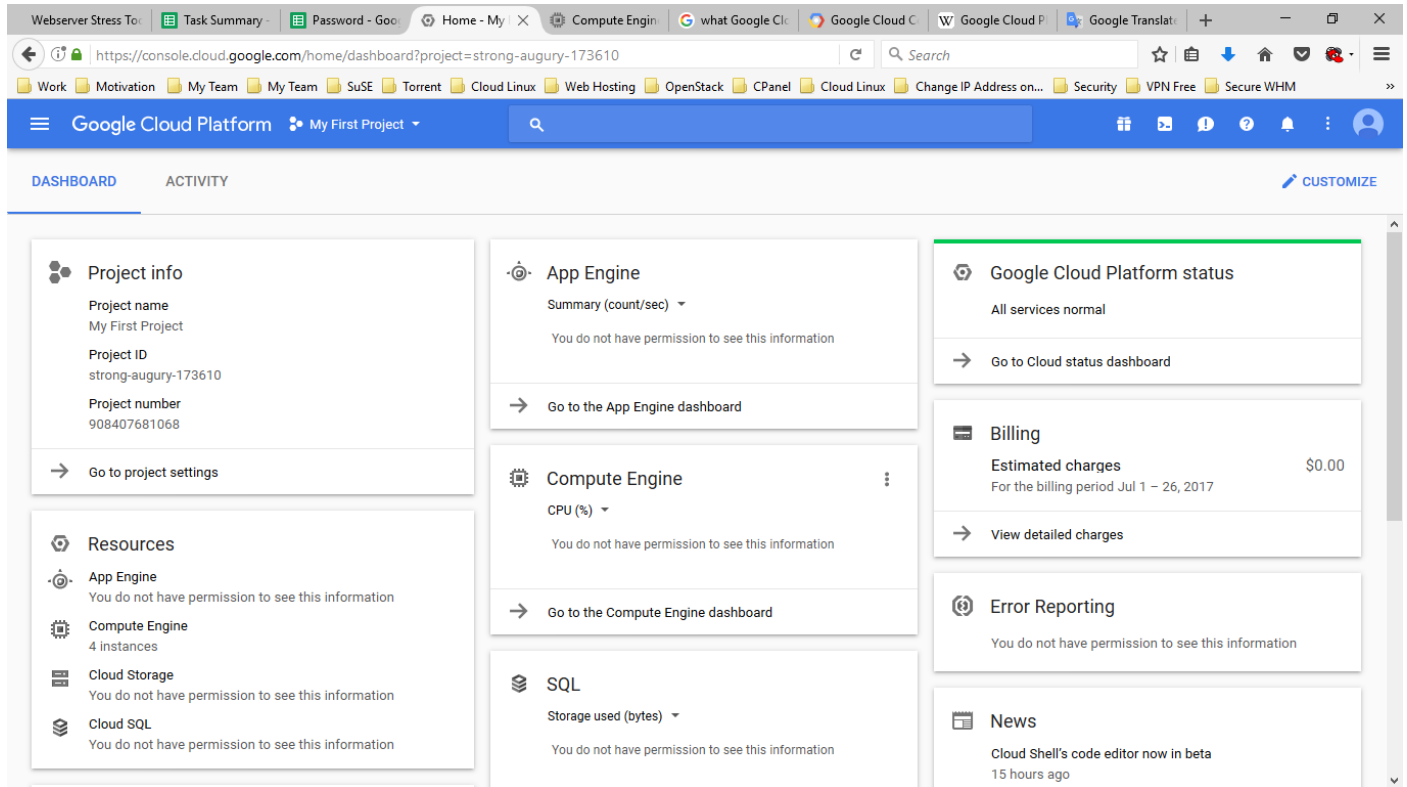 Webserver Stress Too
Task Summary -
Password - Goo
Home - My
Compute Engin
what Google Clo
Google Cloud C
Google Cloud P
Google Translate
https://console.cloud.google.com/home/dashboard?project=strong-augury-173610
Search
Work Motivation My Team My Team SuSE Torrent Cloud Linux Web Hosting OpenStack CPanel Cloud Linux Change IP Address on... Security VPN Free Secure WHM
Google Cloud Platform My First Project
DASHBOARD ACTIVITY
CUSTOMIZE
Project info
Project name
My First Project
Project ID
strong-augury-173610
Project number
908407681068
Go to project settings
Resources
App Engine
You do not have permission to see this information
Compute Engine
4 instances
Cloud Storage
You do not have permission to see this information
Cloud SQL
You do not have permission to see this information
App Engine
Summary (count/sec)
You do not have permission to see this information
Go to the App Engine dashboard
Compute Engine
CPU (%)
You do not have permission to see this information
Go to the Compute Engine dashboard
SQL
Storage used (bytes)
You do not have permission to see this information
Google Cloud Platform status
All services normal
Go to Cloud status dashboard
Billing
Estimated charges $0.00
For the billing period Jul 1 – 26, 2017
View detailed charges
Error Reporting
You do not have permission to see this information
News
Cloud Shell's code editor now in beta
15 hours ago